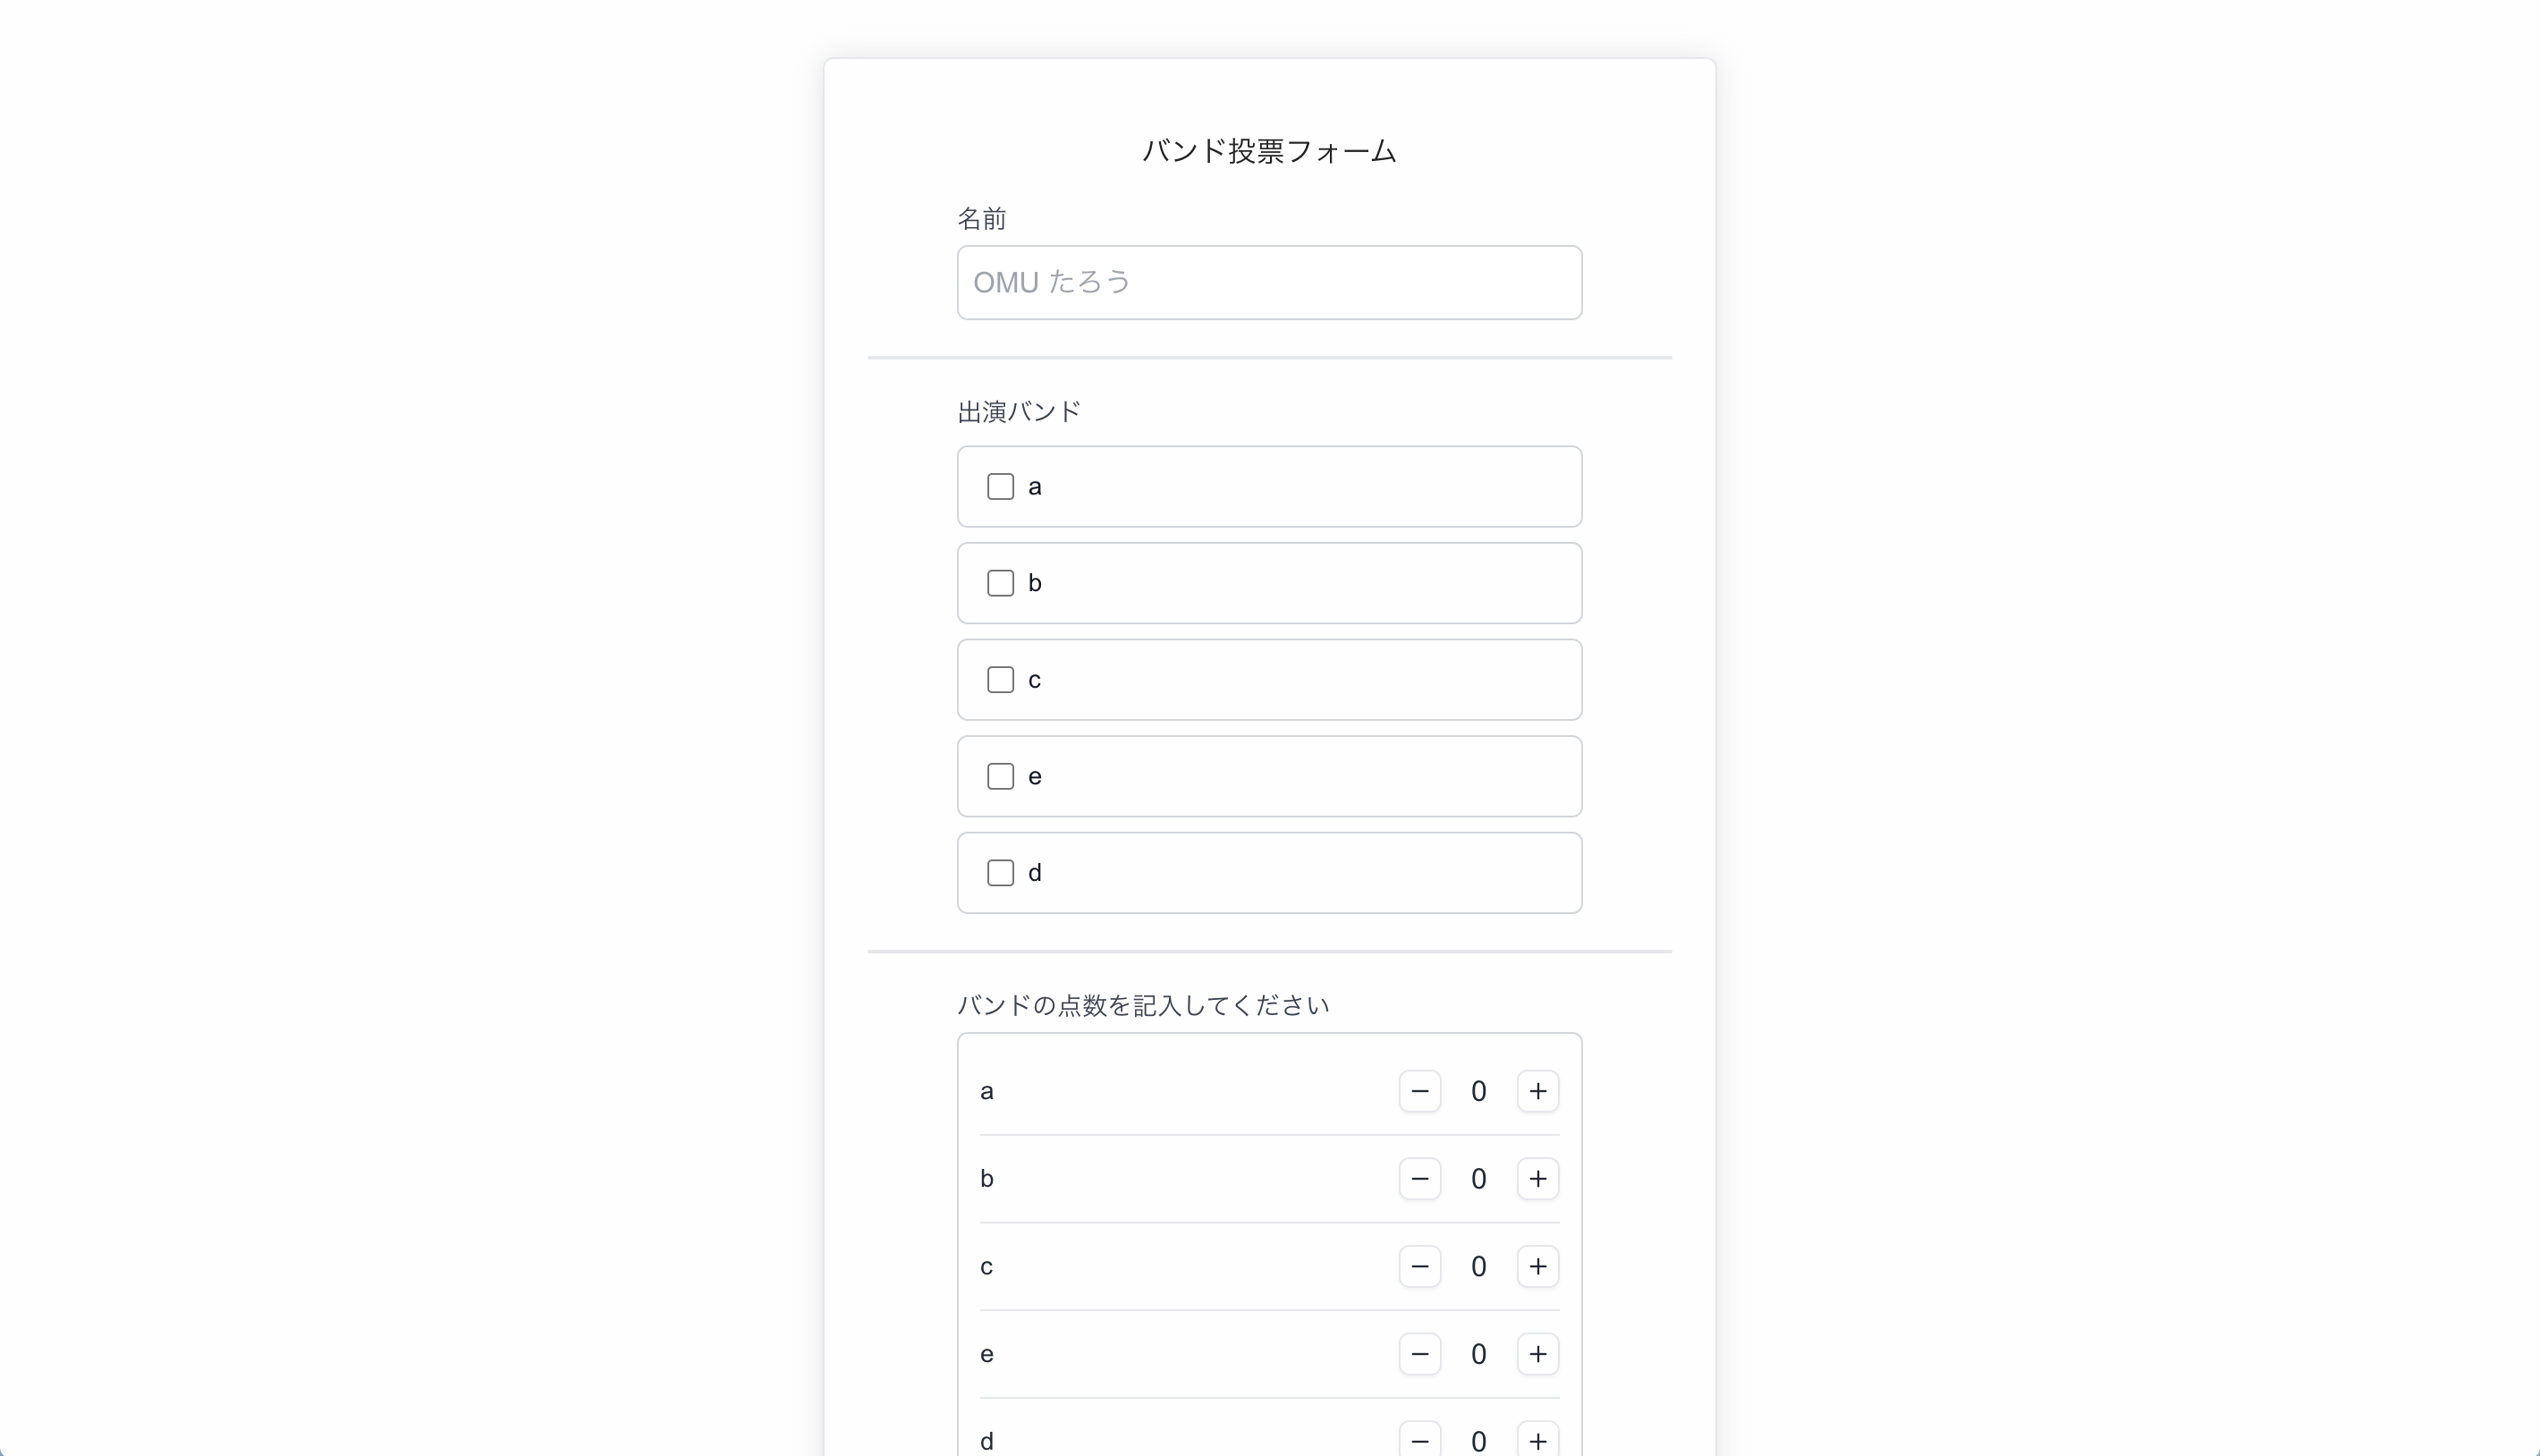 バンド投票フォーム
名前
OMU たろう
出演バンド
a
b
c
e
d
バンドの点数を記入してください
a − 0 +
b − 0 +
c − 0 +
e − 0 +
d − 0 +